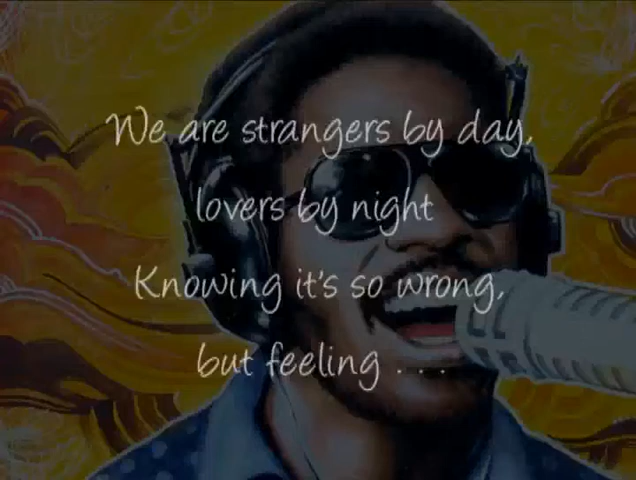 We are strangers by day,
lovers by night
Knowing it's so wrong,
but feeling . . .